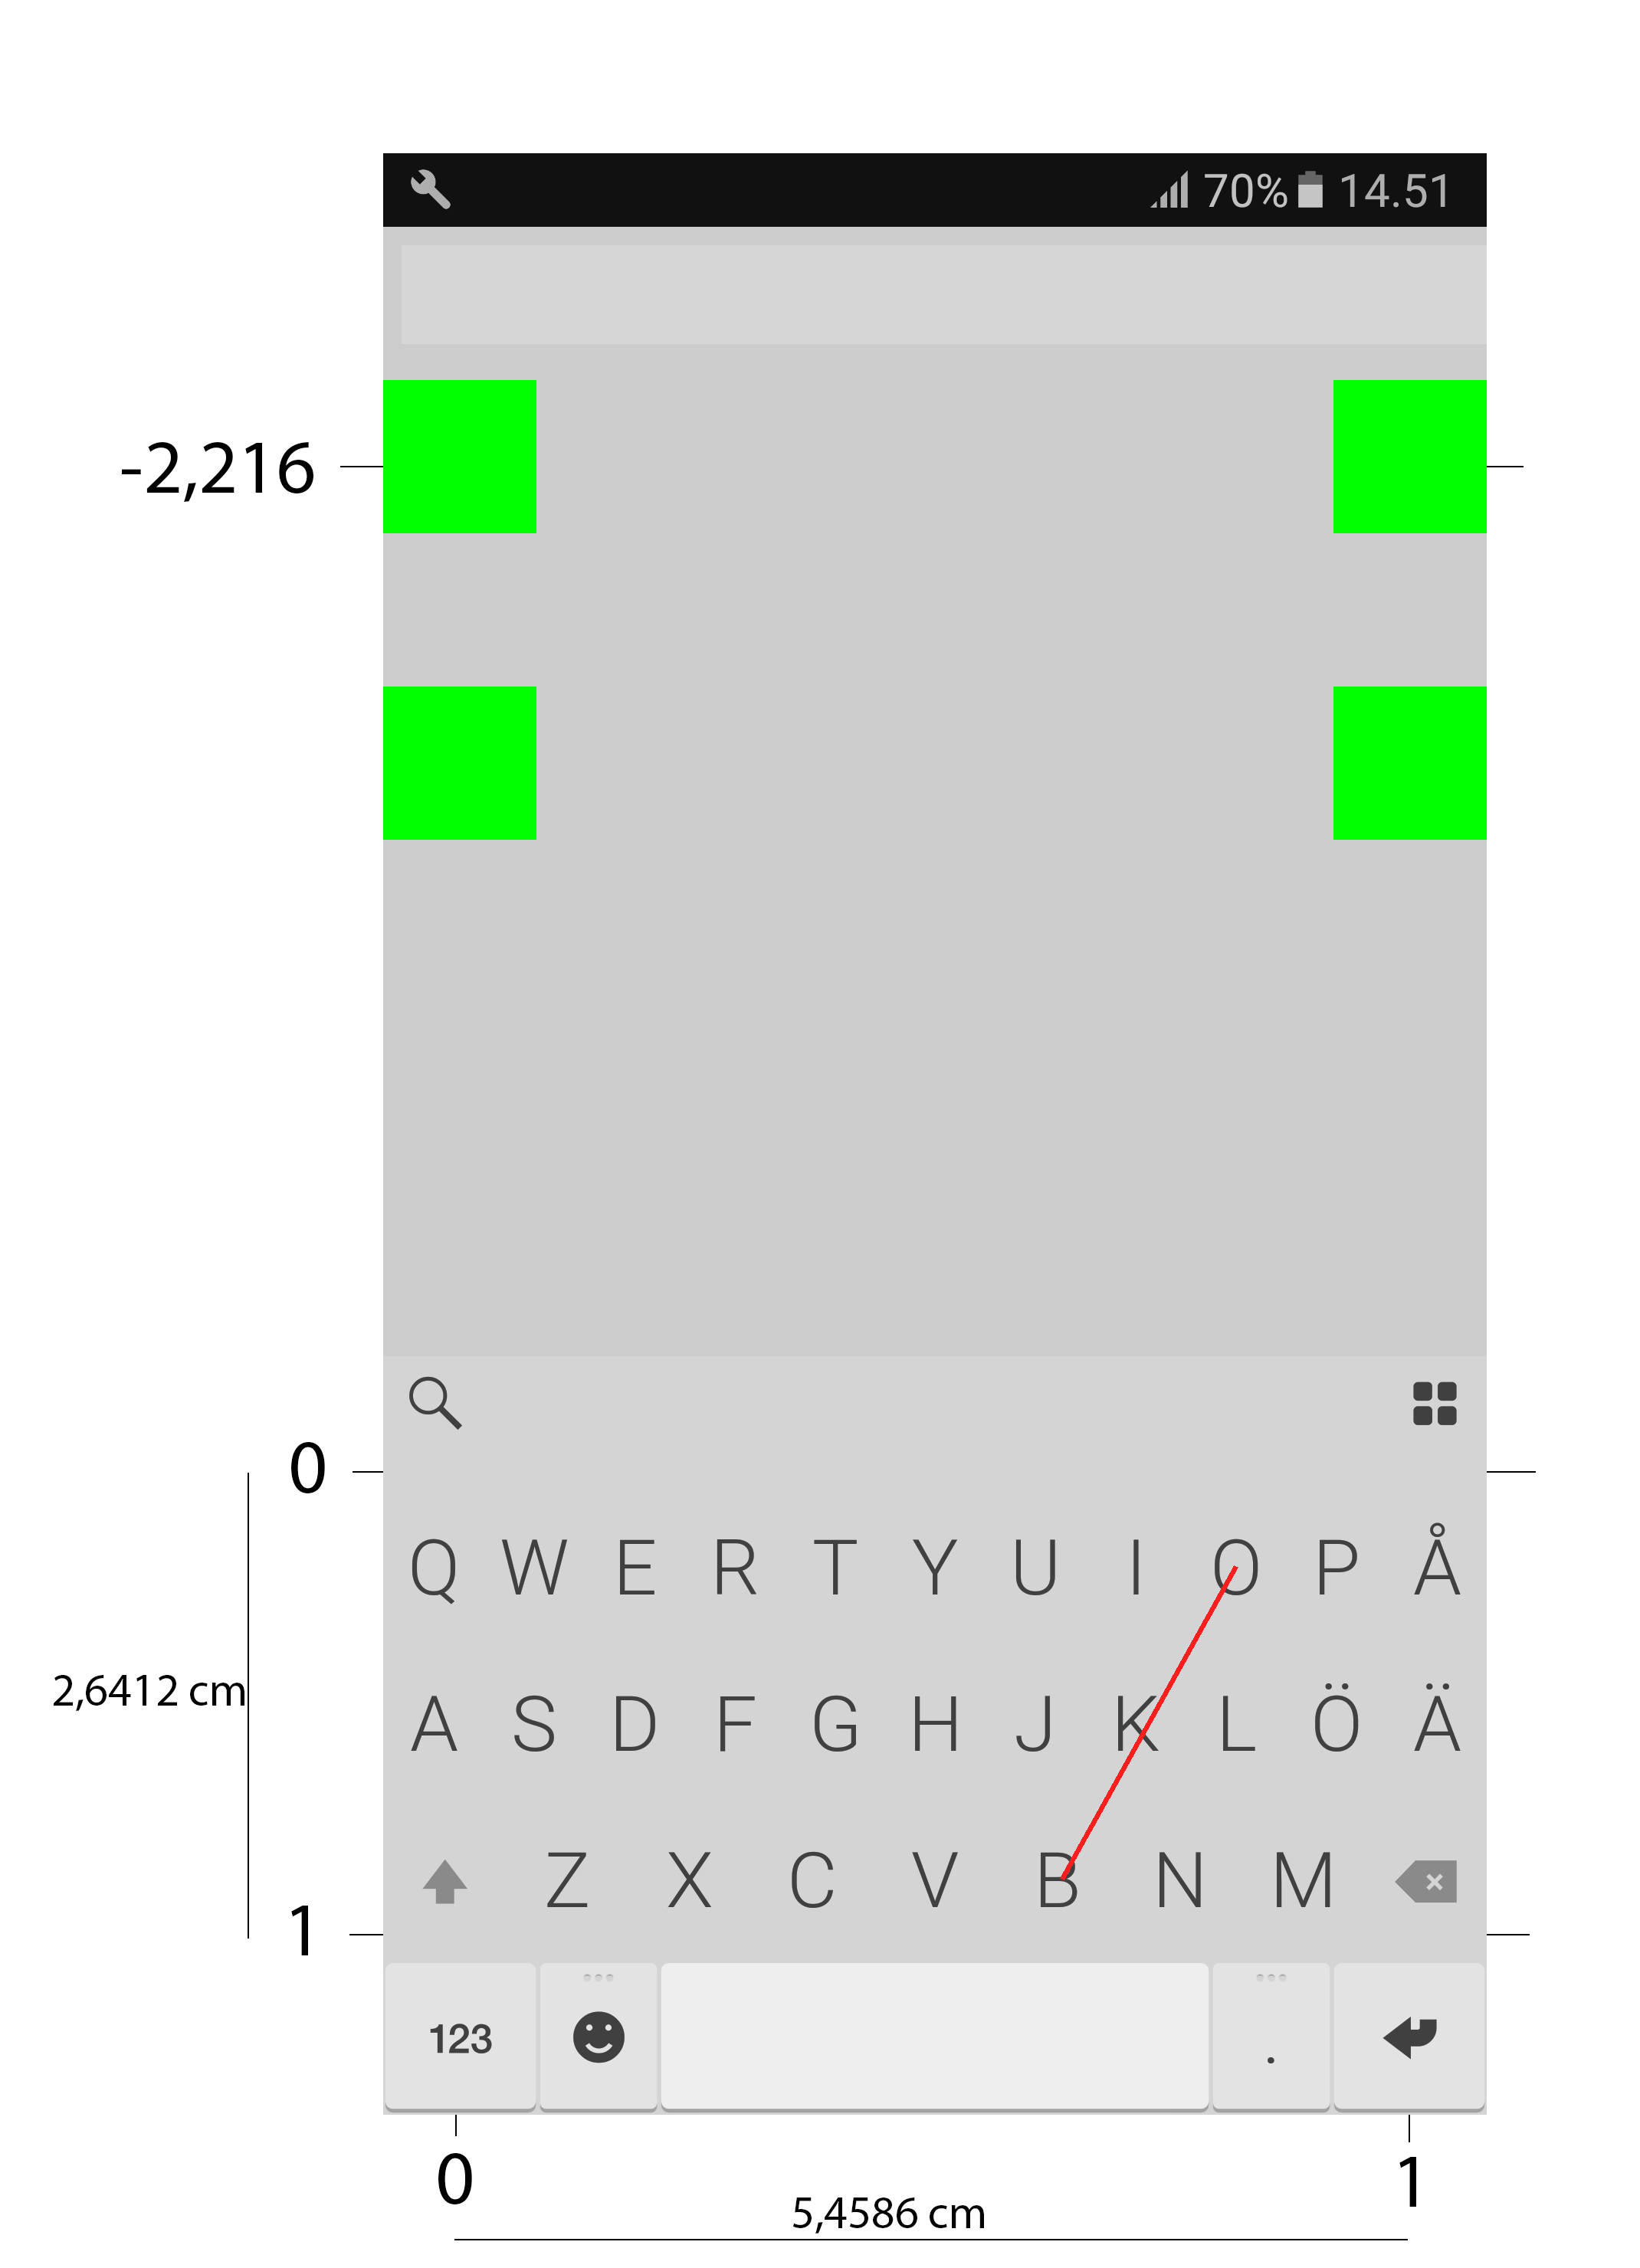 70% 14.51
-2,216
0
Q W E R T Y U I O P Å
2,6412 cm
A S D F G H J K L Ö Ä
Z X C V B N M
1
123 .
0 1
5,4586 cm